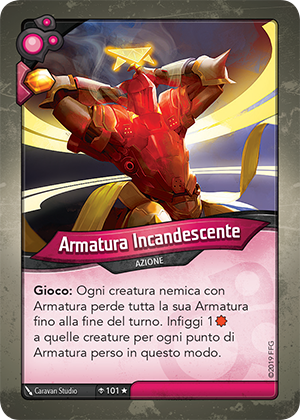 Armatura Incandescente
AZIONE
Gioco: Ogni creatura nemica con
Armatura perde tutta la sua Armatura
fino alla fine del turno. Infiggi 1
a quelle creature per ogni punto di
Armatura perso in questo modo.
Caravan Studio
101
©2019 FFG